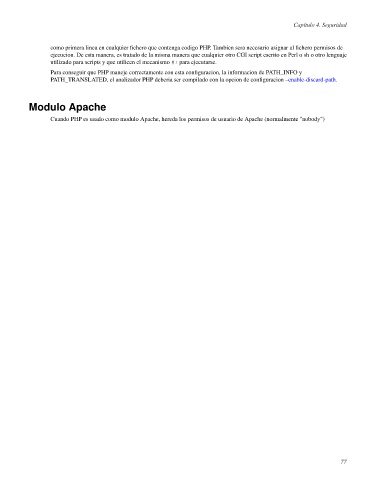 Capítulo 4. Seguridad
como primera linea en cualquier fichero que contenga codigo PHP. Tambien sera necesario asignar al fichero permisos de
ejecucion. De esta manera, es tratado de la misma manera que cualquier otro CGI script escrito en Perl o sh o otro lenguaje
utilizado para scripts y que utilicen el mecanismo #! para ejecutarse.
Para conseguir que PHP maneje correctamente con esta configuracion, la informacion de PATH_INFO y
PATH_TRANSLATED, el analizador PHP deberia ser compilado con la opcion de configuracion –enable-discard-path.
Modulo Apache
Cuando PHP es usado como modulo Apache, hereda los permisos de usuario de Apache (normalmente "nobody")
77